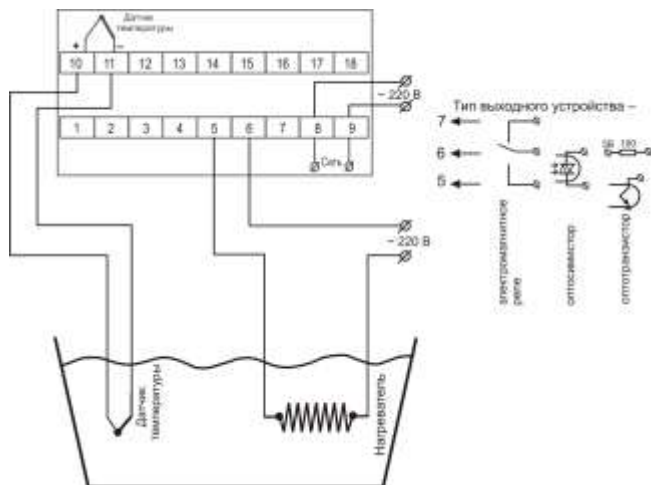 Датчик
температуры
+ −
10 11 12 13 14 15 16 17 18
~ 220 В
1 2 3 4 5 6 7 8 9
Сеть
~ 220 В
Датчик
температуры
Нагреватель
Тип выходного устройства –
7
6
5
электромагнитное
реле
оптосимистор
оптотранзистор